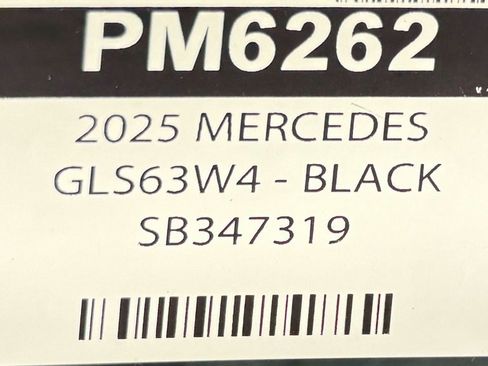 PM6262
2025 MERCEDES
GLS63W4 - BLACK
SB347319